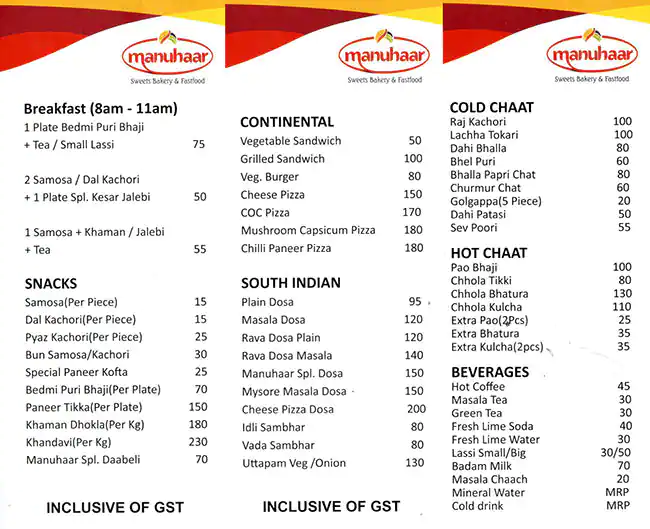 manuhaar
Sweets Bakery & Fastfood
Breakfast (8am - 11am)
1 Plate Bedmi Puri Bhaji
+ Tea / Small Lassi 75
2 Samosa / Dal Kachori
+ 1 Plate Spl. Kesar Jalebi 50
1 Samosa + Khaman / Jalebi
+ Tea 55
SNACKS
Samosa(Per Piece) 15
Dal Kachori(Per Piece) 15
Pyaz Kachori(Per Piece) 25
Bun Samosa/Kachori 30
Special Paneer Kofta 25
Bedmi Puri Bhaji(Per Plate) 70
Paneer Tikka(Per Plate) 150
Khaman Dhokla(Per Kg) 180
Khandavi(Per Kg) 230
Manuhaar Spl. Daabeli 70
INCLUSIVE OF GST
manuhaar
Sweets Bakery & Fastfood
CONTINENTAL
Vegetable Sandwich 50
Grilled Sandwich 100
Veg. Burger 80
Cheese Pizza 150
COC Pizza 170
Mushroom Capsicum Pizza 180
Chilli Paneer Pizza 180
SOUTH INDIAN
Plain Dosa 95
Masala Dosa 120
Rava Dosa Plain 120
Rava Dosa Masala 140
Manuhaar Spl. Dosa 150
Mysore Masala Dosa 150
Cheese Pizza Dosa 200
Idli Sambhar 80
Vada Sambhar 80
Uttapam Veg /Onion 130
INCLUSIVE OF GST
manuhaar
Sweets Bakery & Fastfood
COLD CHAAT
Raj Kachori 100
Lachha Tokari 100
Dahi Bhalla 80
Bhel Puri 60
Bhalla Papri Chat 80
Churmur Chat 60
Golgappa(5 Piece) 20
Dahi Patasi 50
Sev Poori 55
HOT CHAAT
Pao Bhaji 100
Chhola Tikki 80
Chhola Bhatura 130
Chhola Kulcha 110
Extra Pao(2Pcs) 25
Extra Bhatura 35
Extra Kulcha(2pcs) 35
BEVERAGES
Hot Coffee 45
Masala Tea 30
Green Tea 30
Fresh Lime Soda 40
Fresh Lime Water 30
Lassi Small/Big 30/50
Badam Milk 70
Masala Chaach 20
Mineral Water MRP
Cold drink MRP